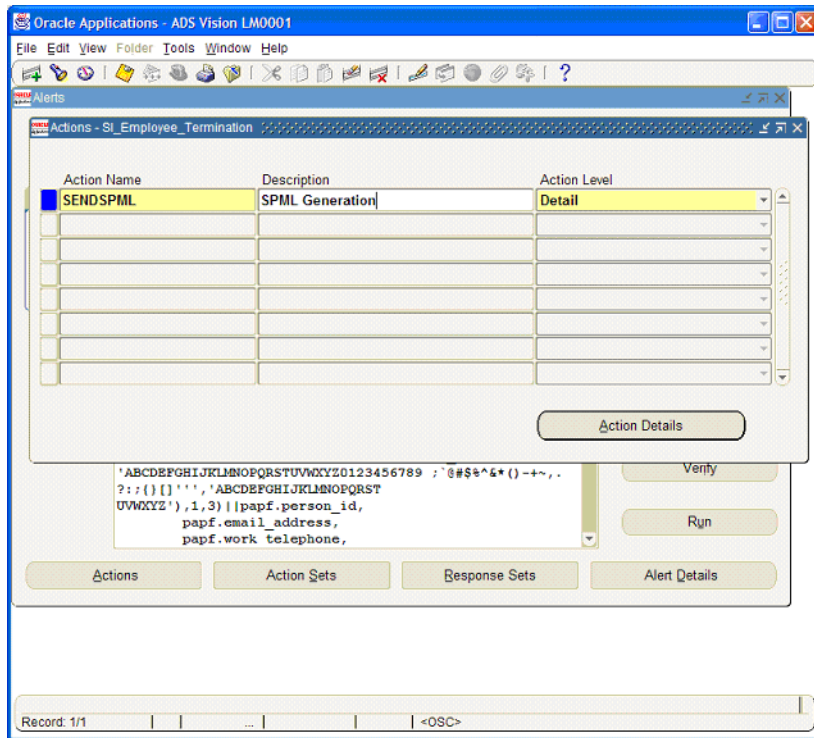 Oracle Applications - ADS Vision LM0001
File Edit View Folder Tools Window Help
Alerts
Actions - SI_Employee_Termination
Action Name Description Action Level
SENDSPML SPML Generation Detail
Action Details
'ABCDEFGHIJKLMNOPQRSTUVWXYZ0123456789 ;`@#$%^&*()-+~,.
?:;{}[]''','ABCDEFGHIJKLMNOPQRST
UVWXYZ'),1,3)||papf.person_id,
papf.email_address,
papf.work_telephone,
Verify
Run
Actions Action Sets Response Sets Alert Details
Record: 1/1 ... <OSC>